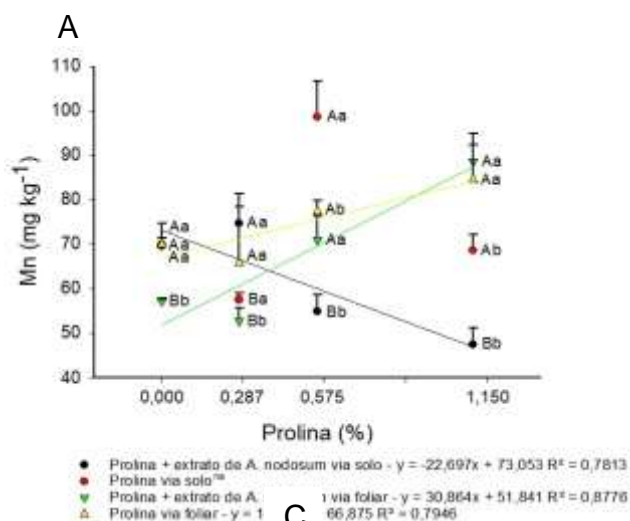 A
110
100
90
80
70
60
50
40
Mn (mg kg⁻¹)
Aa
Aa
Aa
Bb
Aa
Aa
Ba
Bb
Aa
Ab
Aa
Bb
Aa
Aa
Ab
Bb
0,000 0,287 0,575 1,150
Prolina (%)
Prolina + extrato de A. nodosum via solo - y = -22,697x + 73,053 R² = 0,7813
Prolina via soloⁿˢ
Prolina + extrato de A. via foliar - y = 30,864x + 51,841 R² = 0,8776
Prolina via foliar - y = 1 66,875 R² = 0,7946
C